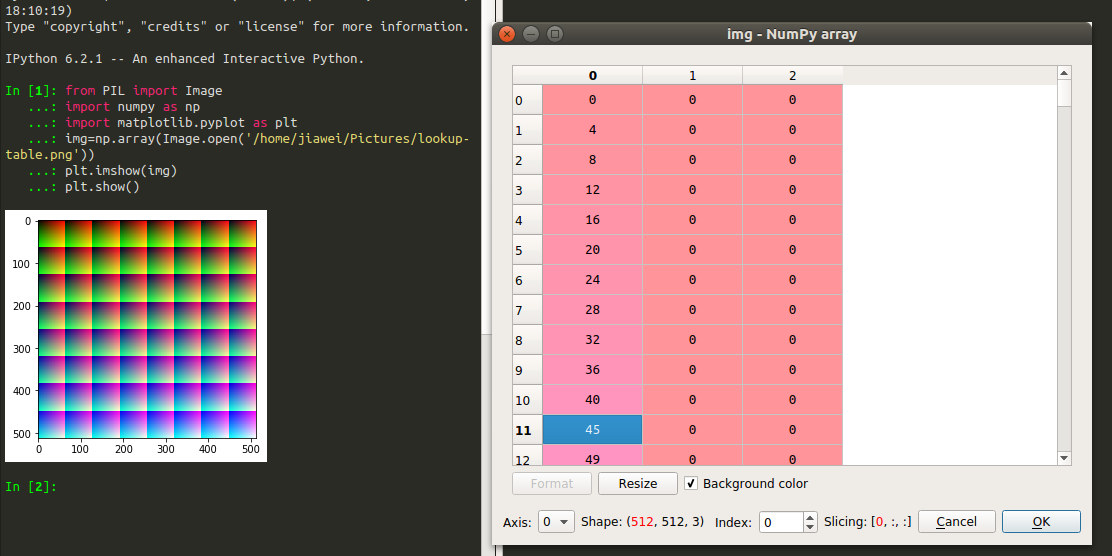 18:10:19)
Type "copyright", "credits" or "license" for more information.
IPython 6.2.1 -- An enhanced Interactive Python.
In [1]: from PIL import Image
...: import numpy as np
...: import matplotlib.pyplot as plt
...: img=np.array(Image.open('/home/jiawei/Pictures/lookup-
table.png'))
...: plt.imshow(img)
...: plt.show()
0
100
200
300
400
500
0 100 200 300 400 500
In [2]:
img - NumPy array
0 1 2
0 0 0 0
1 4 0 0
2 8 0 0
3 12 0 0
4 16 0 0
5 20 0 0
6 24 0 0
7 28 0 0
8 32 0 0
9 36 0 0
10 40 0 0
11 45 0 0
12 49 0 0
Format Resize Background color
Axis: 0 Shape: (512, 512, 3) Index: 0 Slicing: [0, :, :] Cancel OK